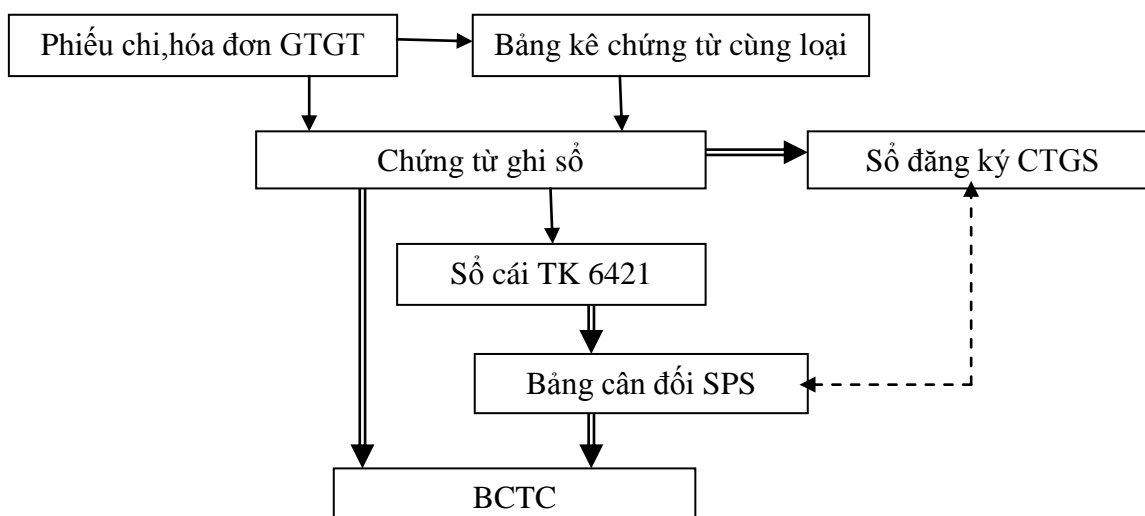 Phiếu chi,hóa đơn GTGT
Bảng kê chứng từ cùng loại
Chứng từ ghi sổ
Sổ đăng ký CTGS
Sổ cái TK 6421
Bảng cân đối SPS
BCTC